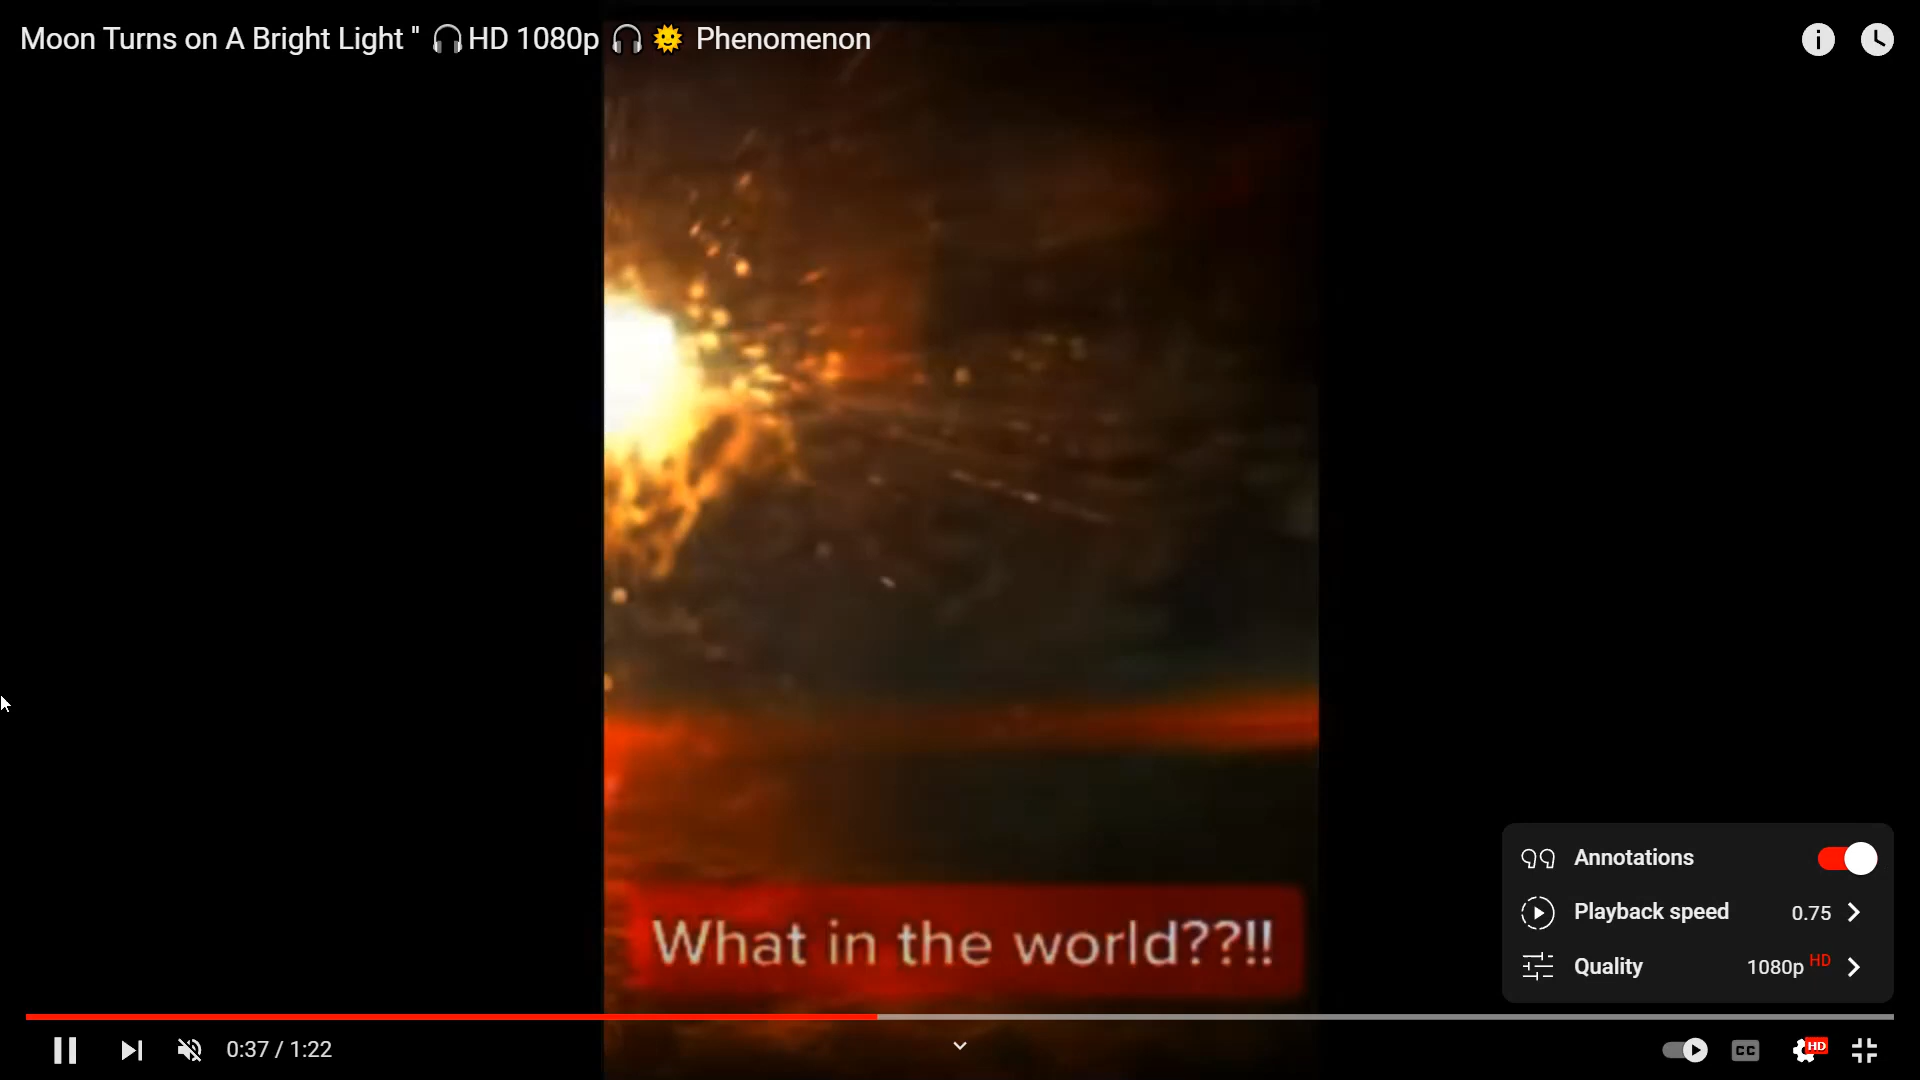 Moon Turns on A Bright Light " 🎧HD 1080p 🎧🌞 Phenomenon
What in the world??!!
Annotations
Playback speed 0.75
Quality 1080p HD
0:37 / 1:22
CC HD